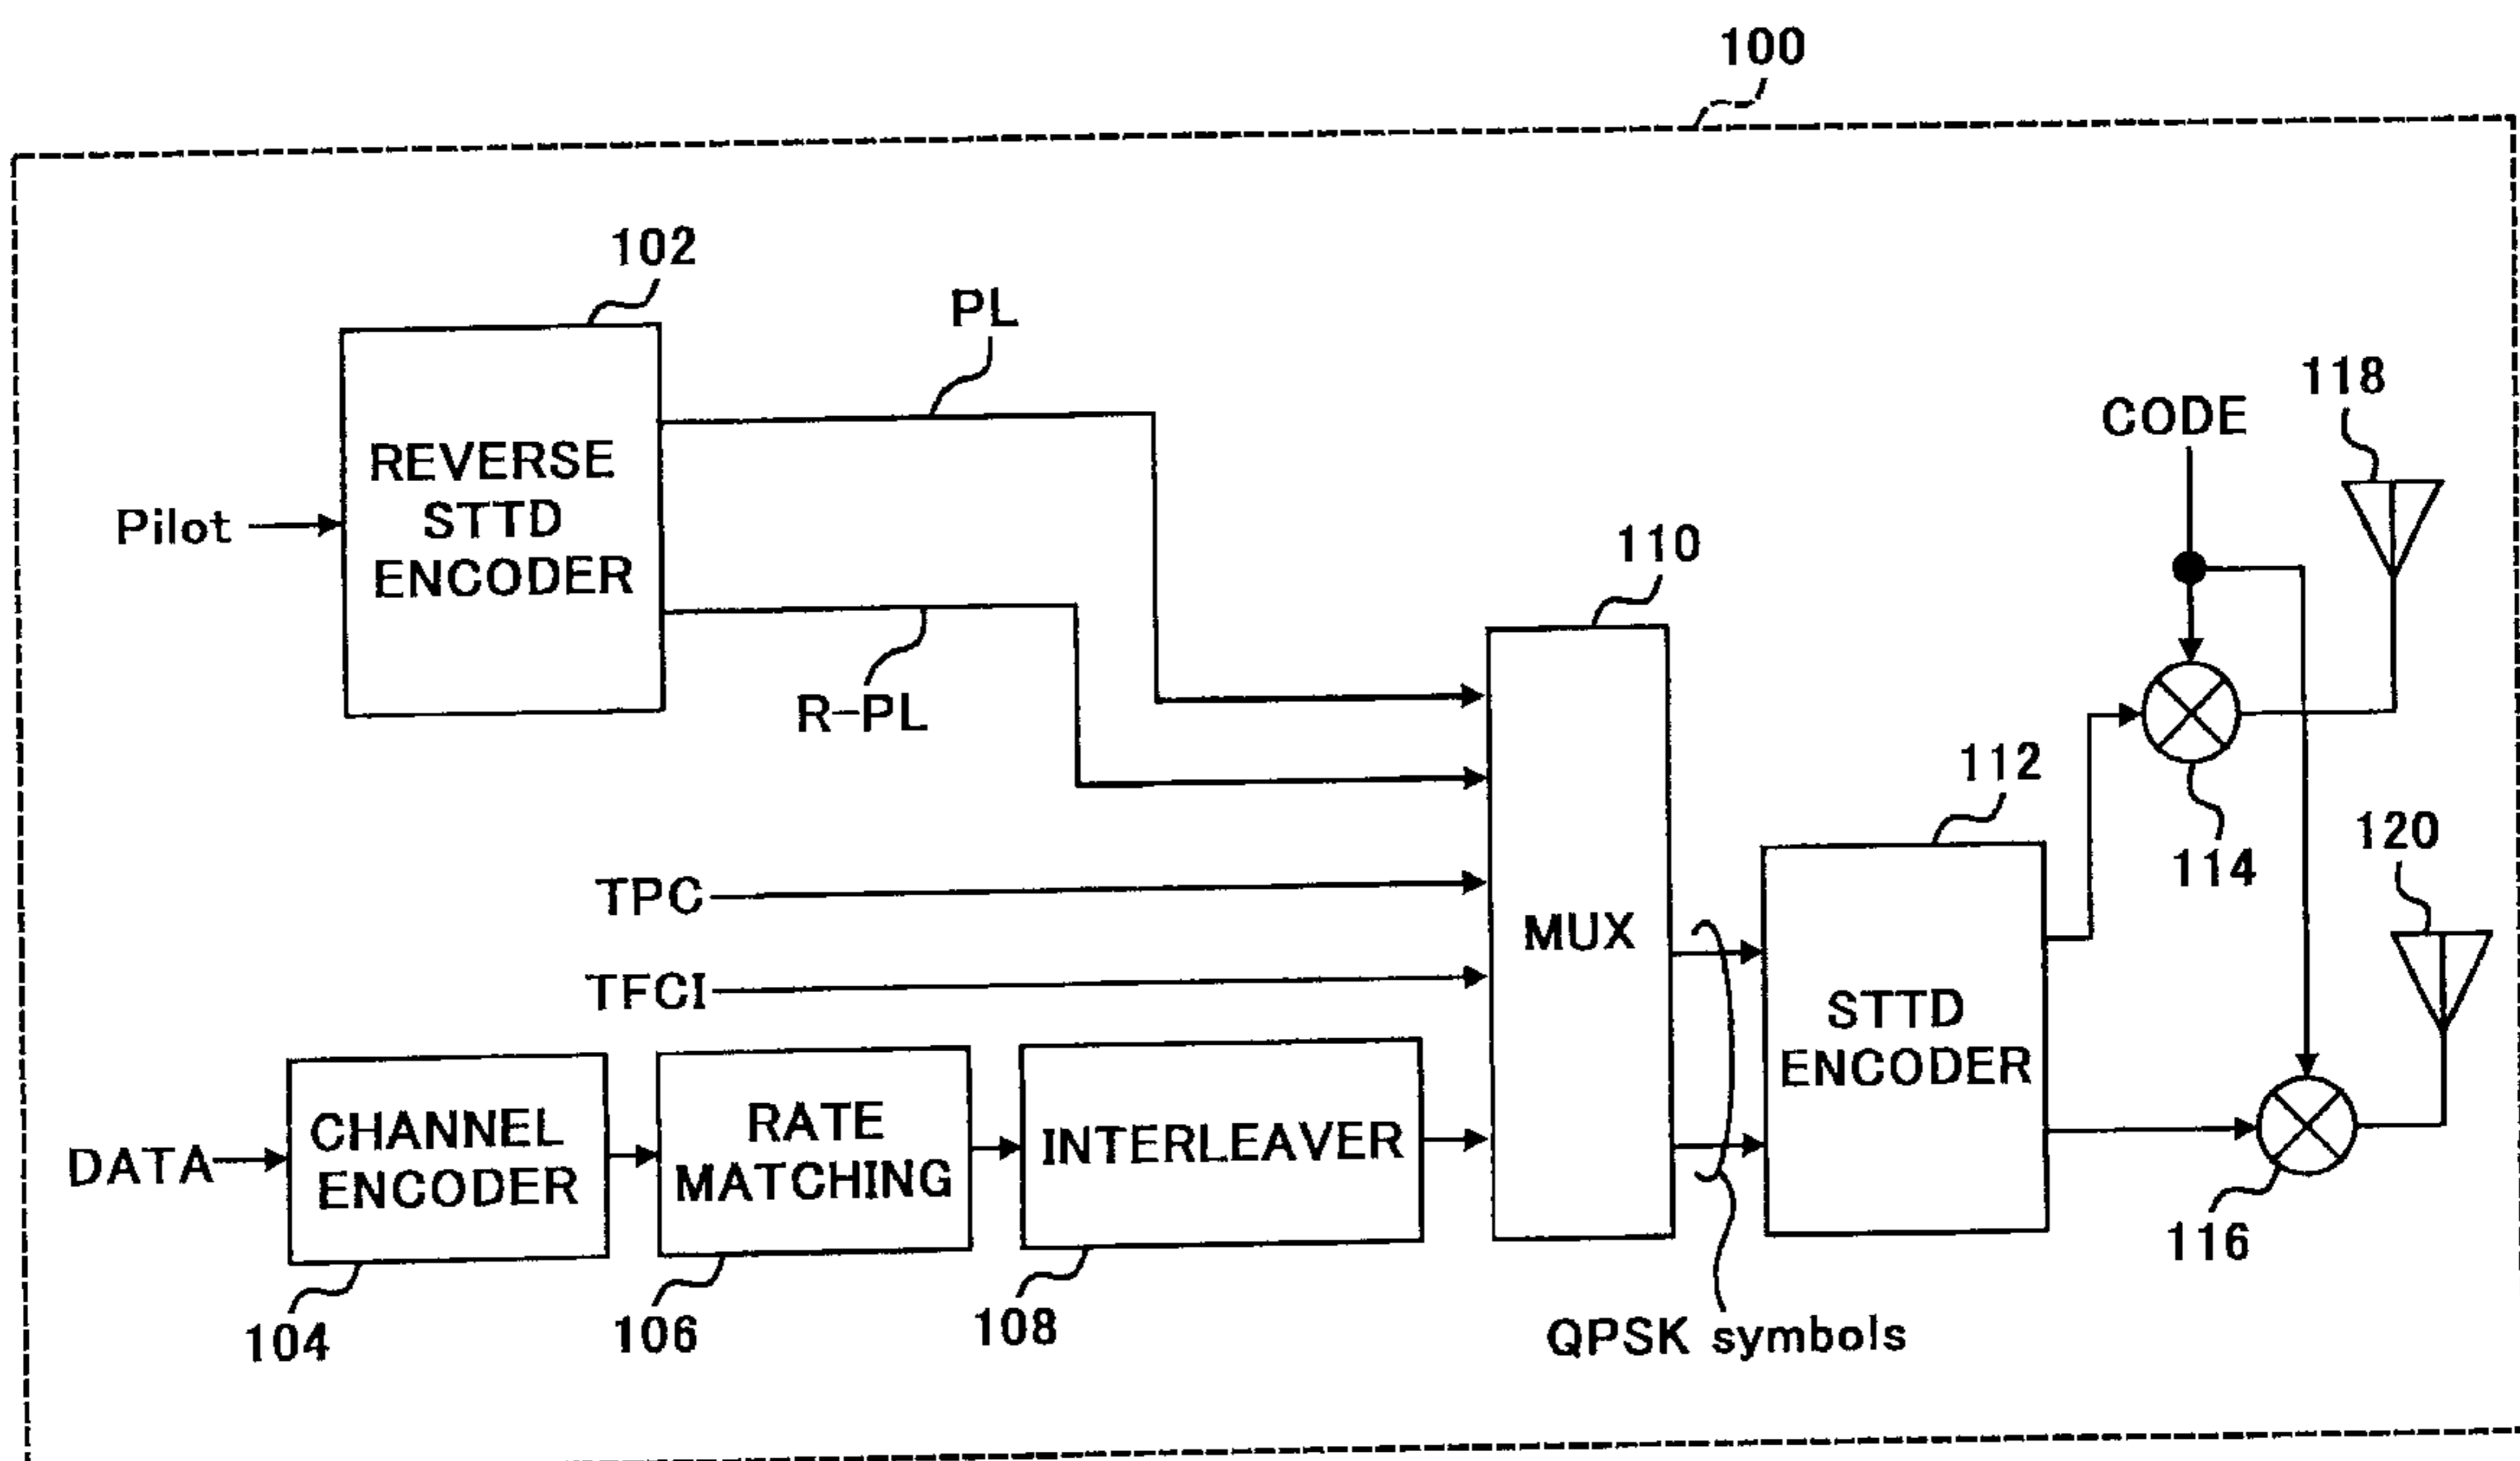 100
102
PL
REVERSE
STTD
ENCODER
Pilot
R-PL
CODE
118
110
112
114
120
TPC
TFCI
MUX
STTD
ENCODER
DATA
CHANNEL
ENCODER
RATE
MATCHING
INTERLEAVER
116
104
106
108
QPSK symbols